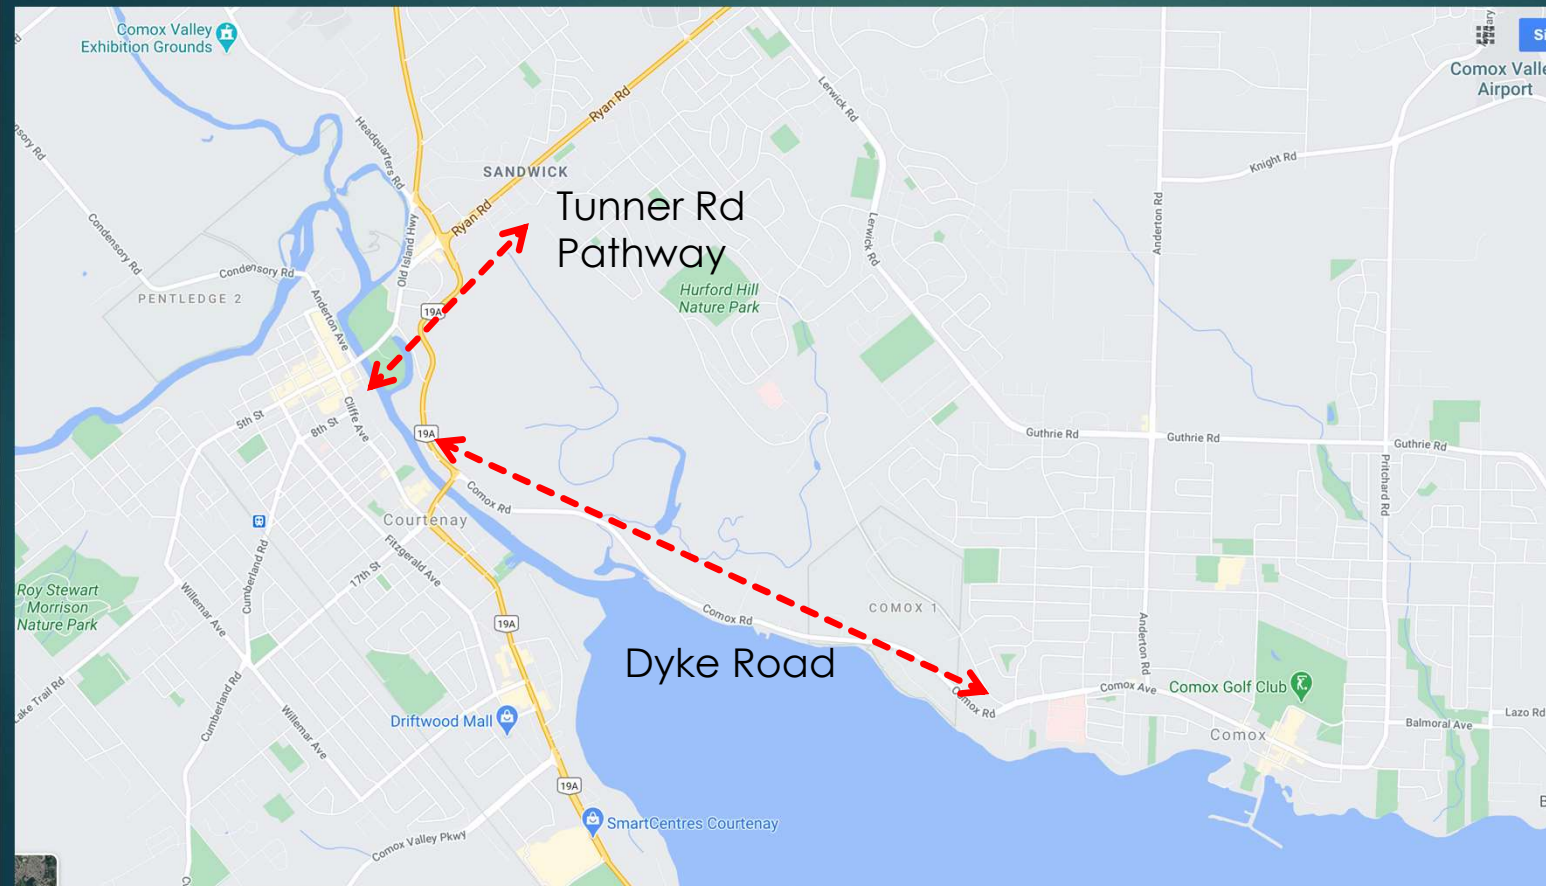 Comox Valley
Exhibition Grounds
Comox Valle
Airport
Ryan Rd
Lerwick Rd
Headquarters Rd
Knight Rd
SANDWICK
Tunner Rd
Pathway
Anderton Rd
Condensory Rd
Ryan Rd
Old Island Hwy
Lerwick Rd
Condensory Rd
PENTLEDGE 2
Anderton Ave
19A
Hurford Hill
Nature Park
5th St
8th St
Cliffe Ave
19A
Guthrie Rd
Guthrie Rd
Guthrie Rd
Pritchard Rd
Comox Rd
Courtenay
Fitzgerald Ave
17th St
Cumberland Rd
Willemar Ave
Roy Stewart
Morrison
Nature Park
19A
Comox Rd
COMOX 1
Anderton Rd
Dyke Road
Lake Trail Rd
Cumberland Rd
Willemar Ave
Driftwood Mall
Comox Rd
Comox Ave
Comox Golf Club
Comox
Balmoral Ave
Lazo Rd
19A
SmartCentres Courtenay
Comox Valley Pkwy